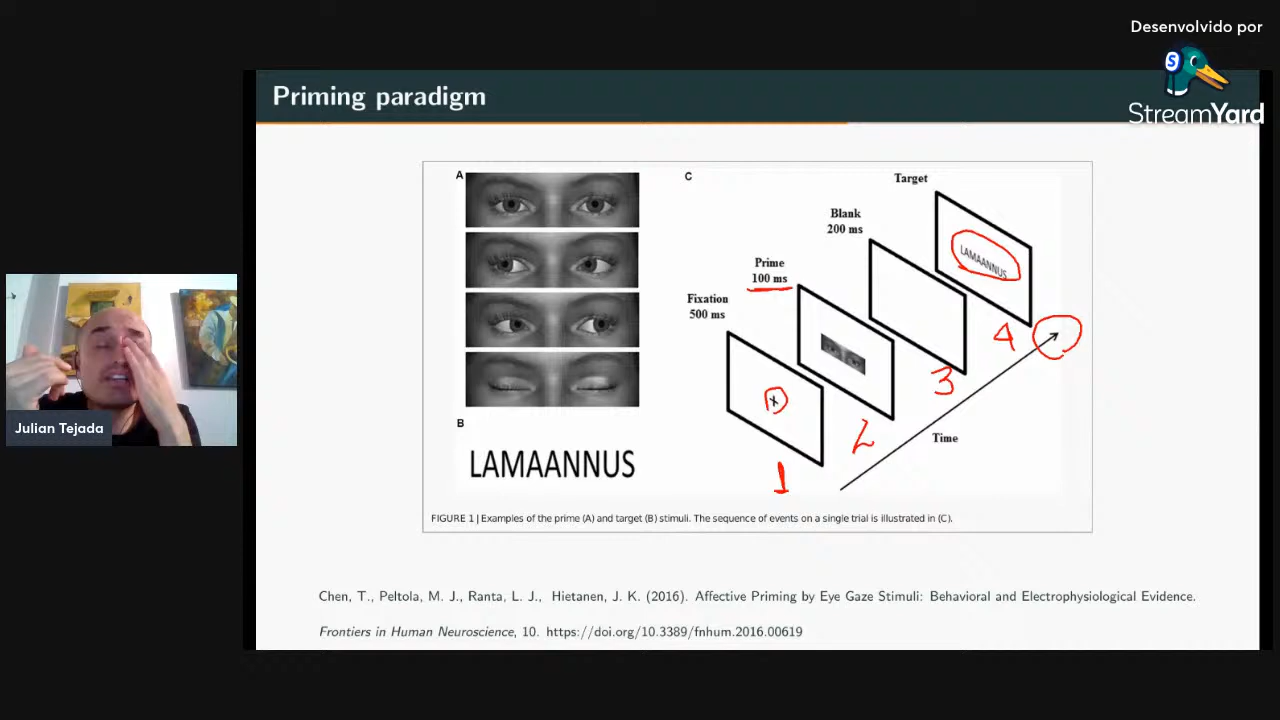 Desenvolvido por
StreamYard
Priming paradigm
A
B
LAMAANNUS
C
Fixation
500 ms
Prime
100 ms
Blank
200 ms
Target
LAMAANNUS
1
2
3
4
Time
FIGURE 1 | Examples of the prime (A) and target (B) stimuli. The sequence of events on a single trial is illustrated in (C).
Chen, T., Peltola, M. J., Ranta, L. J., Hietanen, J. K. (2016). Affective Priming by Eye Gaze Stimuli: Behavioral and Electrophysiological Evidence.
Frontiers in Human Neuroscience, 10. https://doi.org/10.3389/fnhum.2016.00619
Julian Tejada